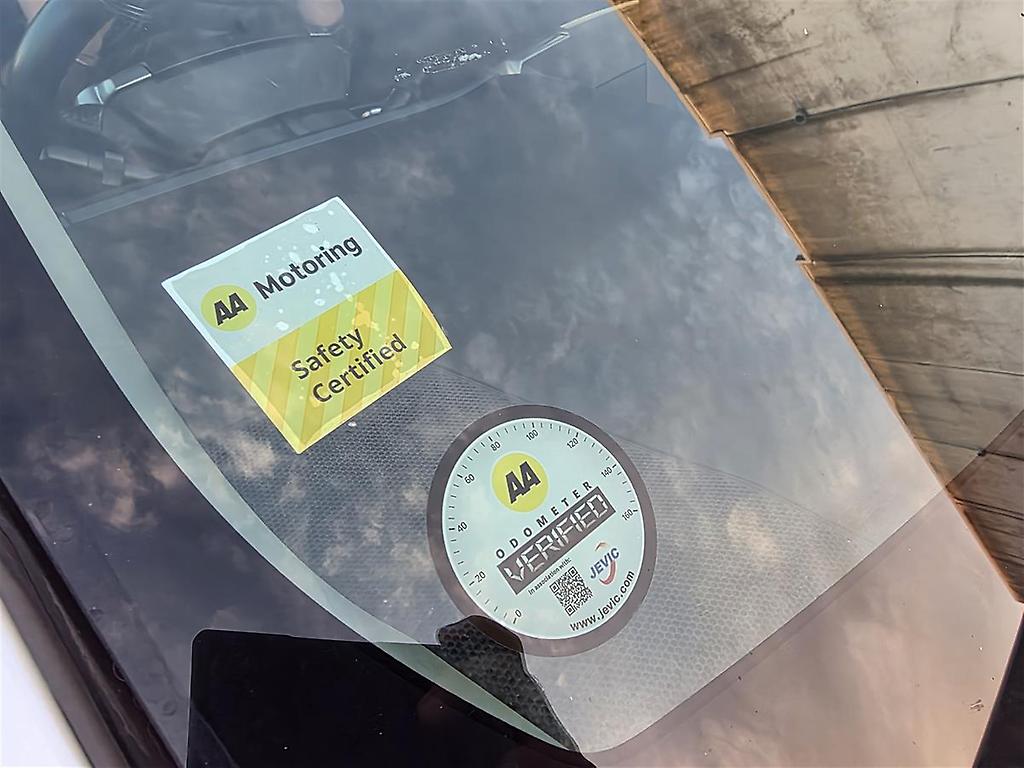 AA Motoring
Safety
Certified
0
20
40
60
80
100
120
140
160
AA
ODOMETER
VERIFIED
In association with:
JEVIC
www.jevic.com